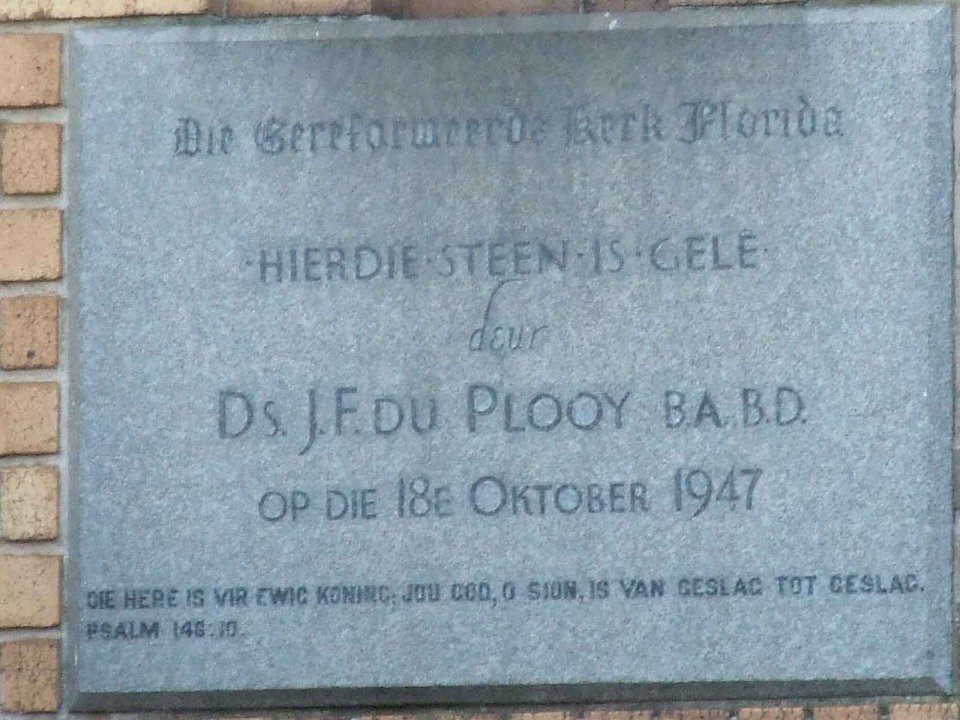 Die Gereformeerde Kerk Florida
·HIERDIE·STEEN·IS·GELÊ·
deur
DS. J.F. DU PLOOY B.A. B.D.
OP DIE 18E OKTOBER 1947
DIE HERE IS VIR EWIG KONING; JOU GOD, O SION, IS VAN GESLAG TOT GESLAG.
PSALM 146:10.